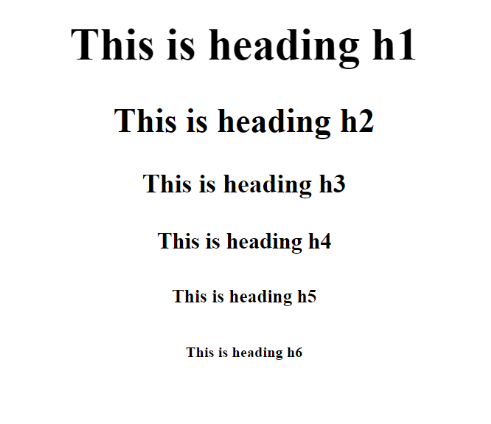 This is heading h1
This is heading h2
This is heading h3
This is heading h4
This is heading h5
This is heading h6